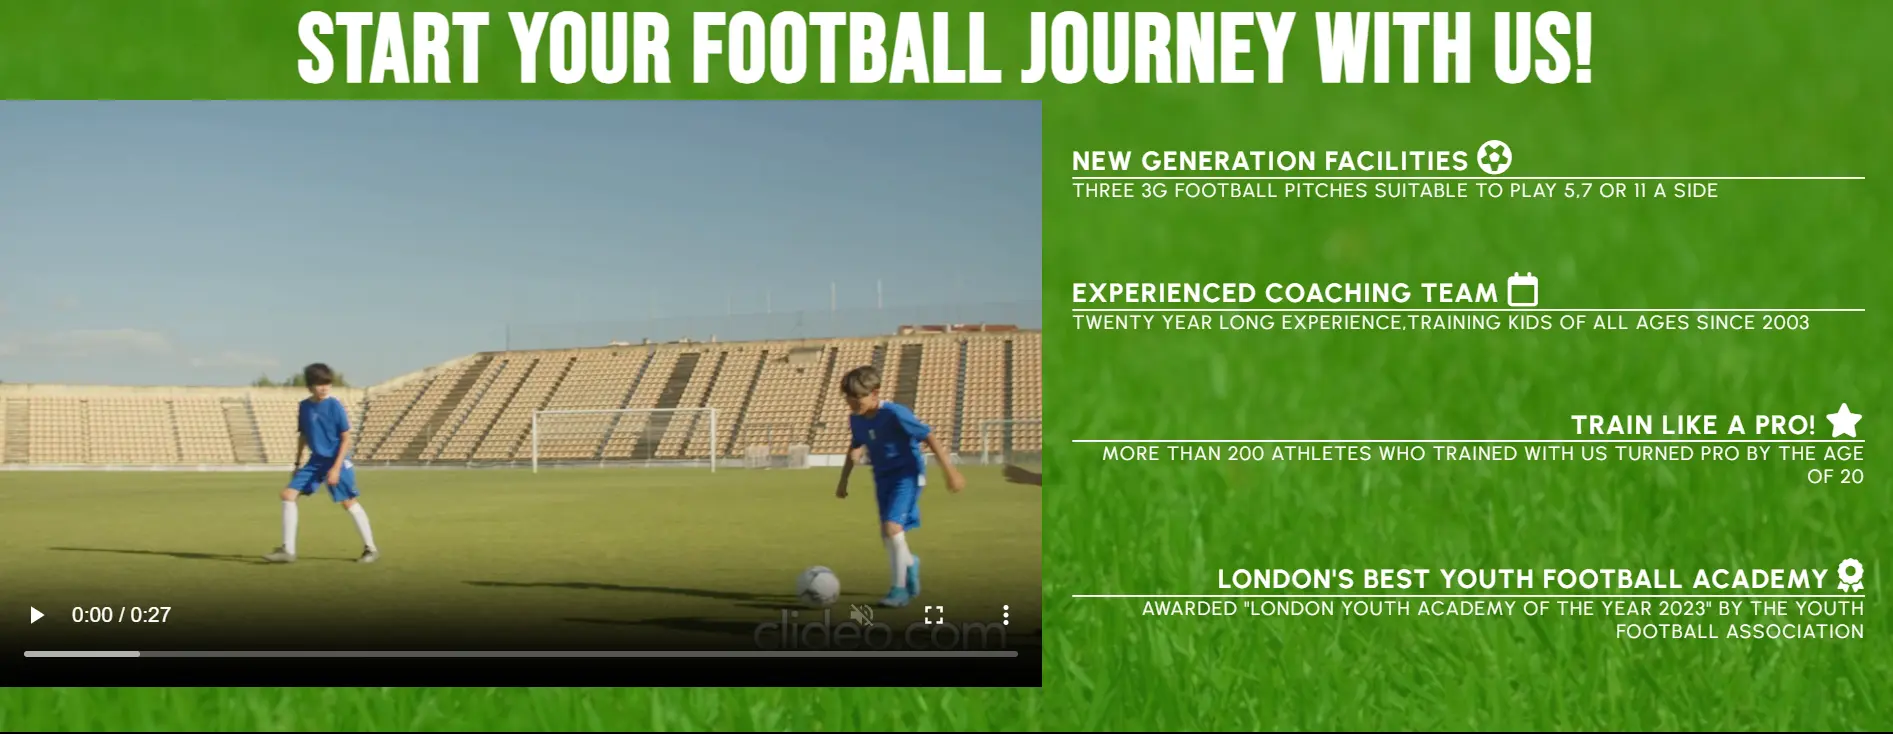 START YOUR FOOTBALL JOURNEY WITH US!
NEW GENERATION FACILITIES
THREE 3G FOOTBALL PITCHES SUITABLE TO PLAY 5,7 OR 11 A SIDE
EXPERIENCED COACHING TEAM
TWENTY YEAR LONG EXPERIENCE,TRAINING KIDS OF ALL AGES SINCE 2003
TRAIN LIKE A PRO!
MORE THAN 200 ATHLETES WHO TRAINED WITH US TURNED PRO BY THE AGE
OF 20
LONDON'S BEST YOUTH FOOTBALL ACADEMY
AWARDED "LONDON YOUTH ACADEMY OF THE YEAR 2023" BY THE YOUTH
FOOTBALL ASSOCIATION
0:00 / 0:27
clideo.com